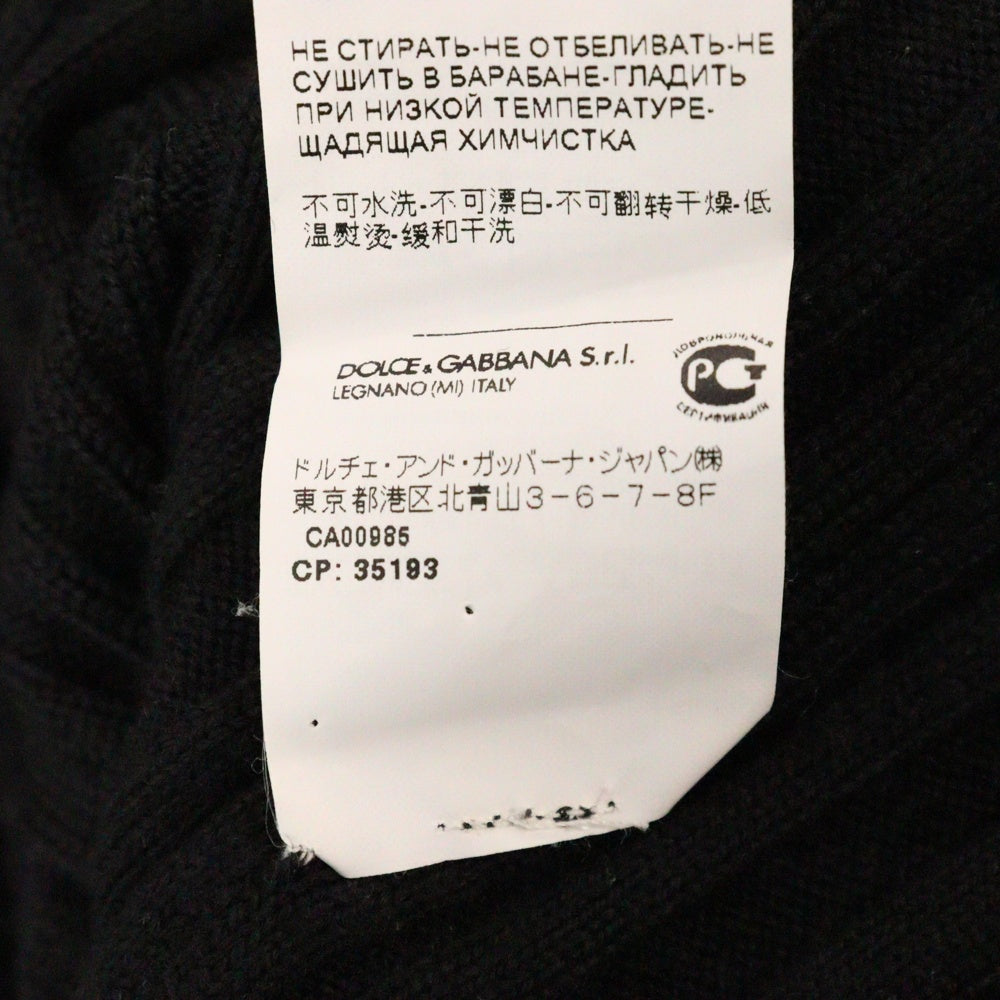 НЕ СТИРАТЬ-НЕ ОТБЕЛИВАТЬ-НЕ
СУШИТЬ В БАРАБАНЕ-ГЛАДИТЬ
ПРИ НИЗКОЙ ТЕМПЕРАТУРЕ-
ЩАДЯЩАЯ ХИМЧИСТКА
不可水洗-不可漂白-不可翻转干燥-低
温熨烫-缓和干洗
DOLCE & GABBANA S.r.l.
LEGNANO (MI) ITALY
ДОБРОВОЛЬНАЯ
РСТ
СЕРТИФИКАЦИЯ
ドルチェ・アンド・ガッバーナ・ジャパン㈱
東京都港区北青山3-6-7-8F
CA00985
CP: 35193